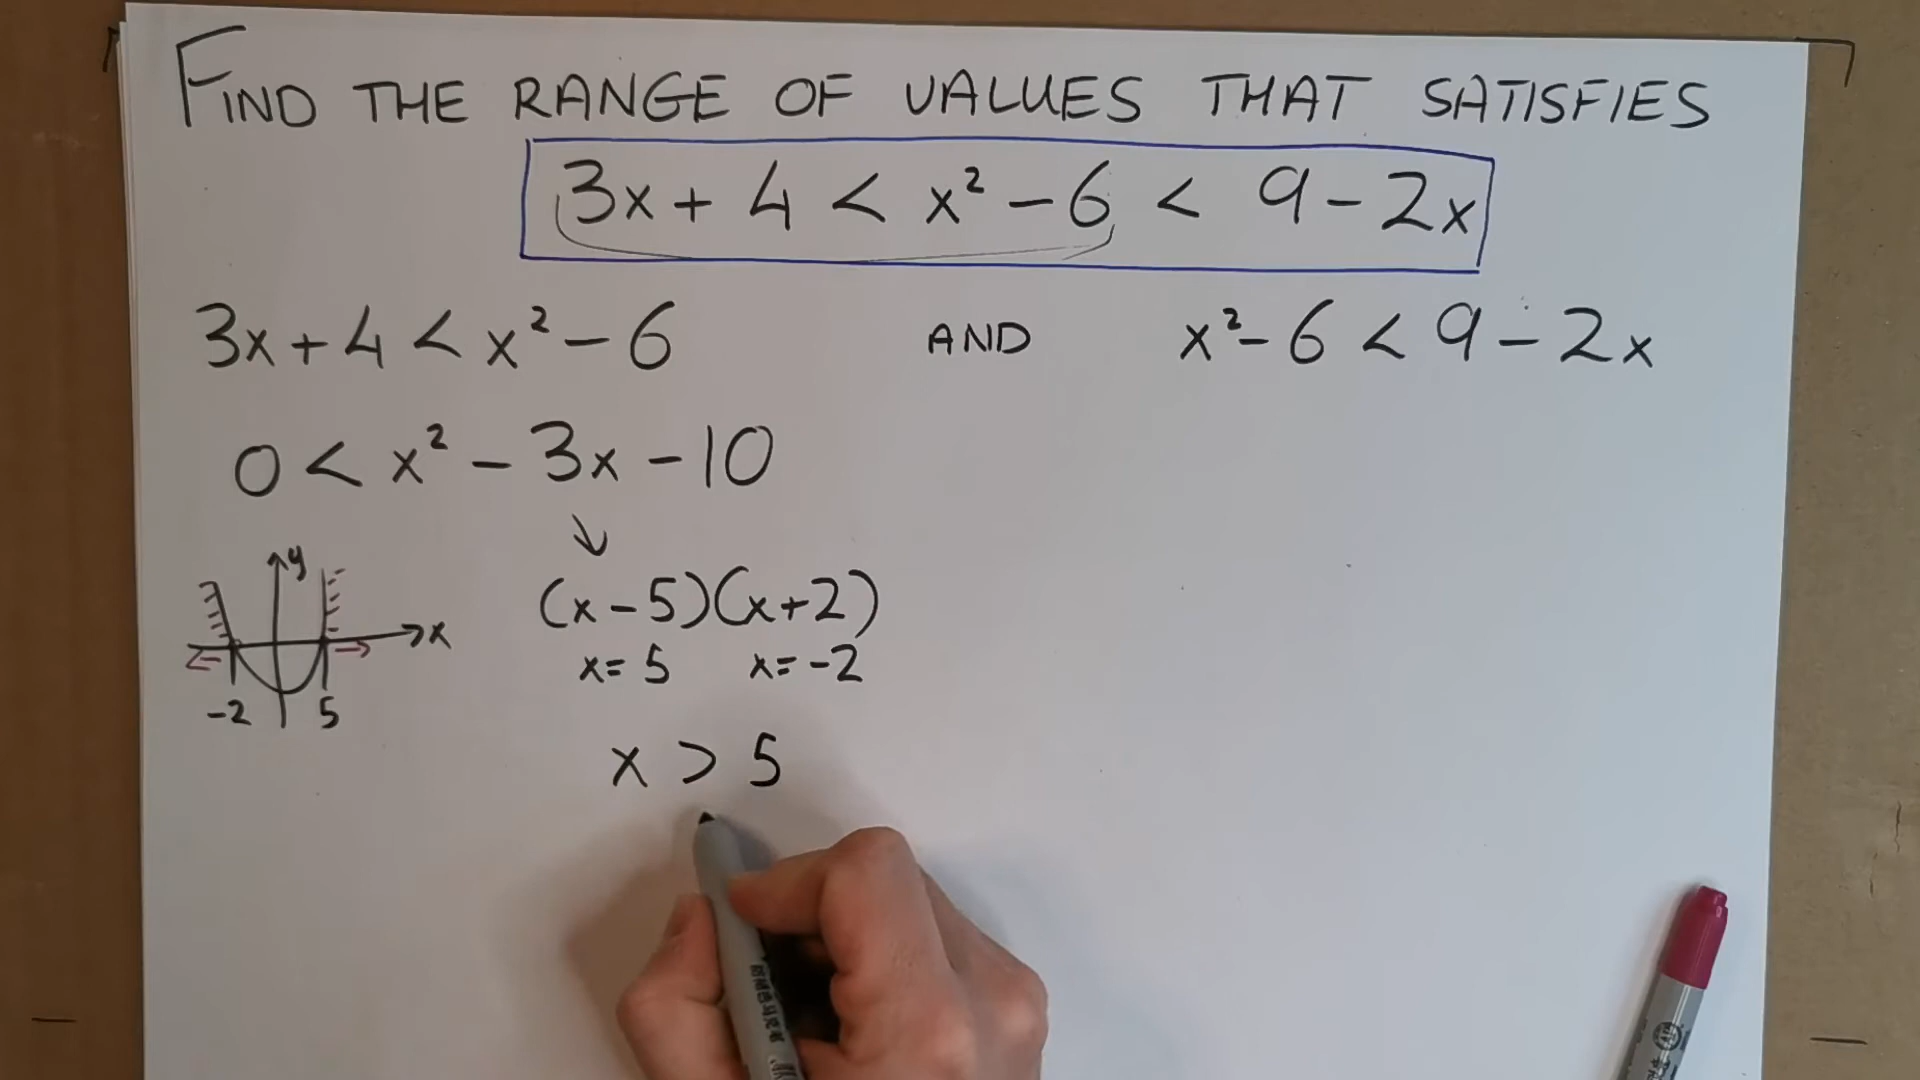 FIND THE RANGE OF VALUES THAT SATISFIES
3x + 4 < x² - 6 < 9 - 2x
3x + 4 < x² - 6 AND x² - 6 < 9 - 2x
0 < x² - 3x - 10
(x - 5)(x + 2)
x = 5 x = -2
y
x
-2 5
x > 5